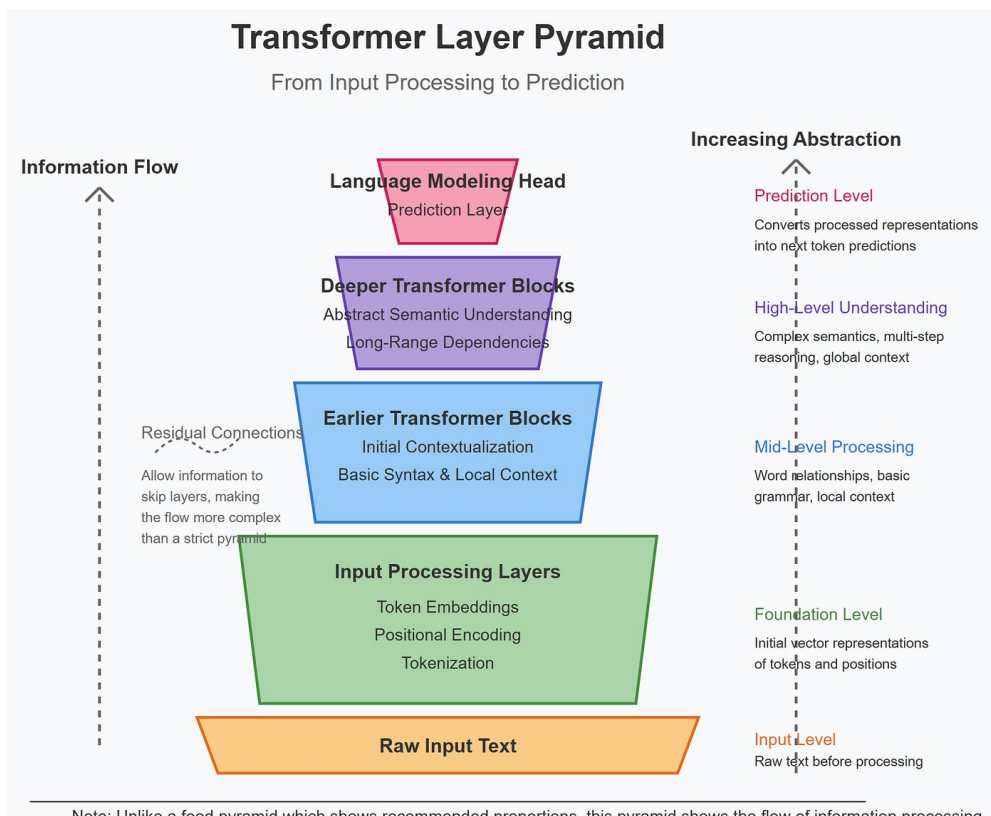 Transformer Layer Pyramid
From Input Processing to Prediction
Increasing Abstraction
Information Flow
Language Modeling Head
Prediction Layer
Prediction Level
Converts processed representations
into next token predictions
Deeper Transformer Blocks
Abstract Semantic Understanding
Long-Range Dependencies
High-Level Understanding
Complex semantics, multi-step
reasoning, global context
Residual Connections
Allow information to
skip layers, making
the flow more complex
than a strict pyramid
Earlier Transformer Blocks
Initial Contextualization
Basic Syntax & Local Context
Mid-Level Processing
Word relationships, basic
grammar, local context
Input Processing Layers
Token Embeddings
Positional Encoding
Tokenization
Foundation Level
Initial vector representations
of tokens and positions
Raw Input Text
Input Level
Raw text before processing
Note: Unlike a food pyramid which shows recommended proportions, this pyramid shows the flow of information processing